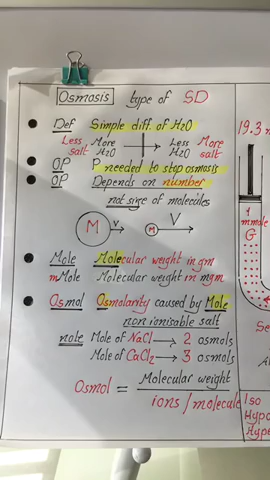 Osmosis type of SD
Def Simple diff. of H2O
Less salt More H2O → Less H2O More salt
OP P needed to stop osmosis
OP Depends on number
not size of molecules
M v M V
Mole Molecular weight in gm
mMole Molecular weight in mgm
Osmol Osmolarity caused by Mole
non ionisable salt
note Mole of NaCl → 2 osmols
Mole of CaCl2 → 3 osmols
Osmol = Molecular weight
ions/molecule
19.3 m
1 mmole
G
Se
Iso
Hypo
Hype